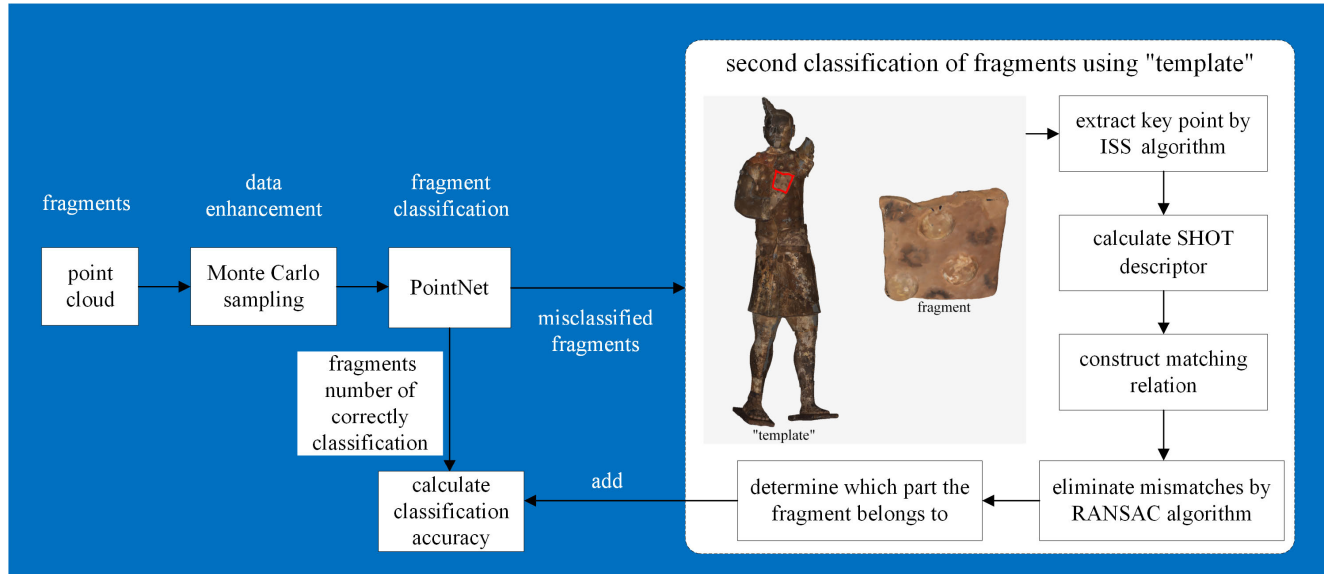 second classification of fragments using "template"
fragments
data
enhancement
fragment
classification
point
cloud
Monte Carlo
sampling
PointNet
misclassified
fragments
fragments
number of
correctly
classification
calculate
classification
accuracy
add
"template"
fragment
extract key point by
ISS algorithm
calculate SHOT
descriptor
construct matching
relation
eliminate mismatches by
RANSAC algorithm
determine which part the
fragment belongs to